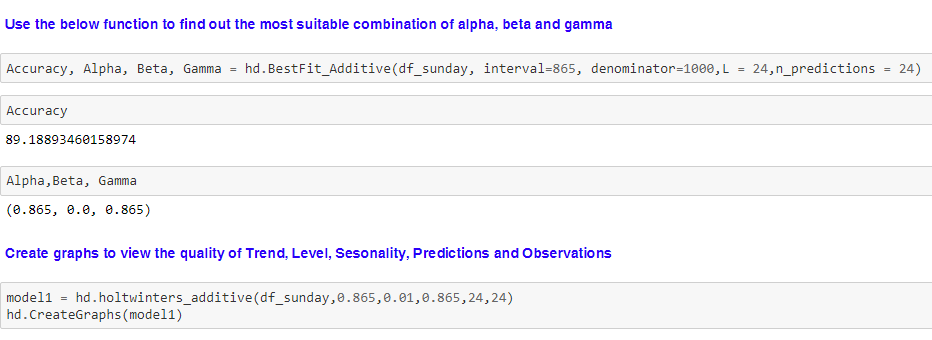 Use the below function to find out the most suitable combination of alpha, beta and gamma
Accuracy, Alpha, Beta, Gamma = hd.BestFit_Additive(df_sunday, interval=865, denominator=1000,L = 24,n_predictions = 24)
Accuracy
89.18893460158974
Alpha,Beta, Gamma
(0.865, 0.0, 0.865)
Create graphs to view the quality of Trend, Level, Sesonality, Predictions and Observations
model1 = hd.holtwinters_additive(df_sunday,0.865,0.01,0.865,24,24)
hd.CreateGraphs(model1)